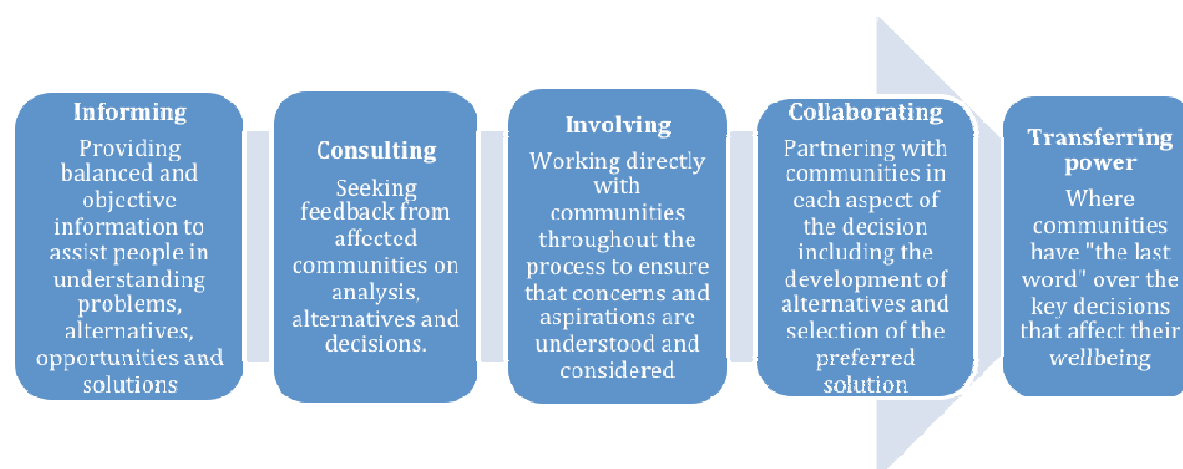 Informing
Providing
balanced and
objective
information to
assist people in
understanding
problems,
alternatives,
opportunities and
solutions
Consulting
Seeking
feedback from
affected
communities on
analysis,
alternatives and
decisions.
Involving
Working directly
with
communities
throughout the
process to ensure
that concerns and
aspirations are
understood and
considered
Collaborating
Partnering with
communities in
each aspect of
the decision
including the
development of
alternatives and
selection of the
preferred
solution
Transferring
power
Where
communities
have "the last
word" over the
key decisions
that affect their
wellbeing